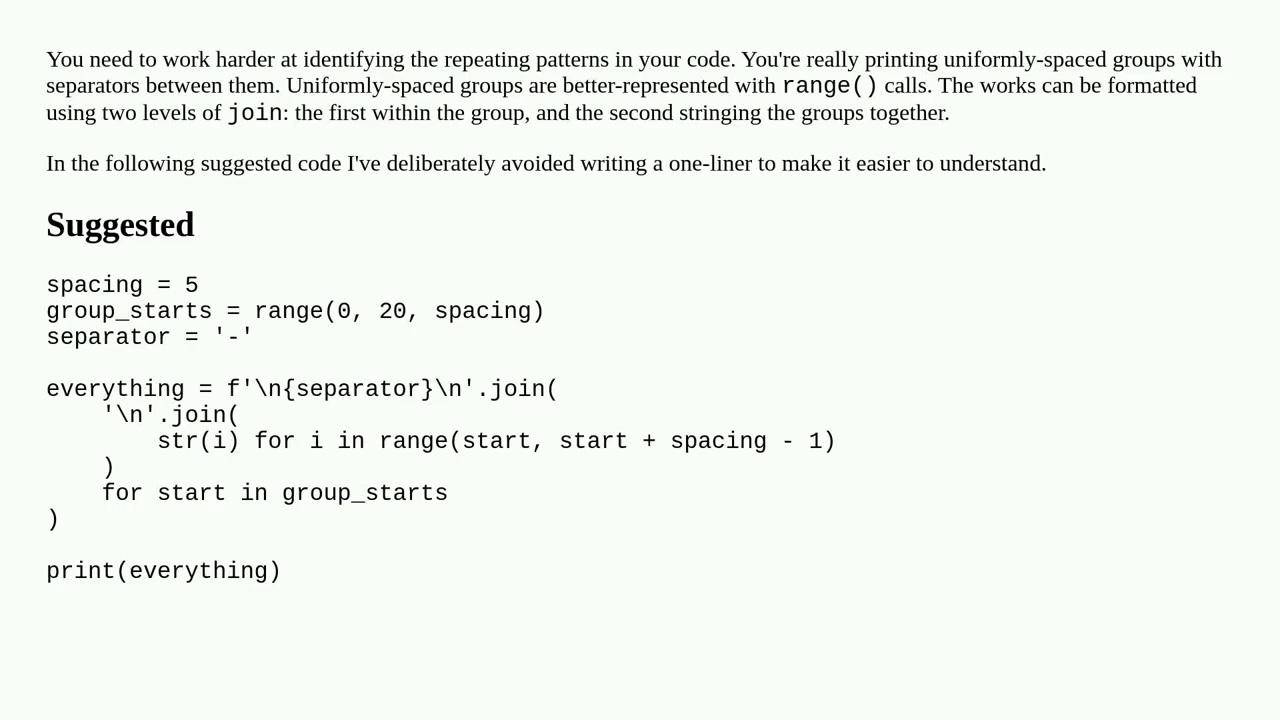 You need to work harder at identifying the repeating patterns in your code. You're really printing uniformly-spaced groups with
separators between them. Uniformly-spaced groups are better-represented with range() calls. The works can be formatted
using two levels of join: the first within the group, and the second stringing the groups together.
In the following suggested code I've deliberately avoided writing a one-liner to make it easier to understand.
Suggested
spacing = 5
group_starts = range(0, 20, spacing)
separator = '-'
everything = f'\n{separator}\n'.join(
    '\n'.join(
        str(i) for i in range(start, start + spacing - 1)
    )
    for start in group_starts
)
print(everything)